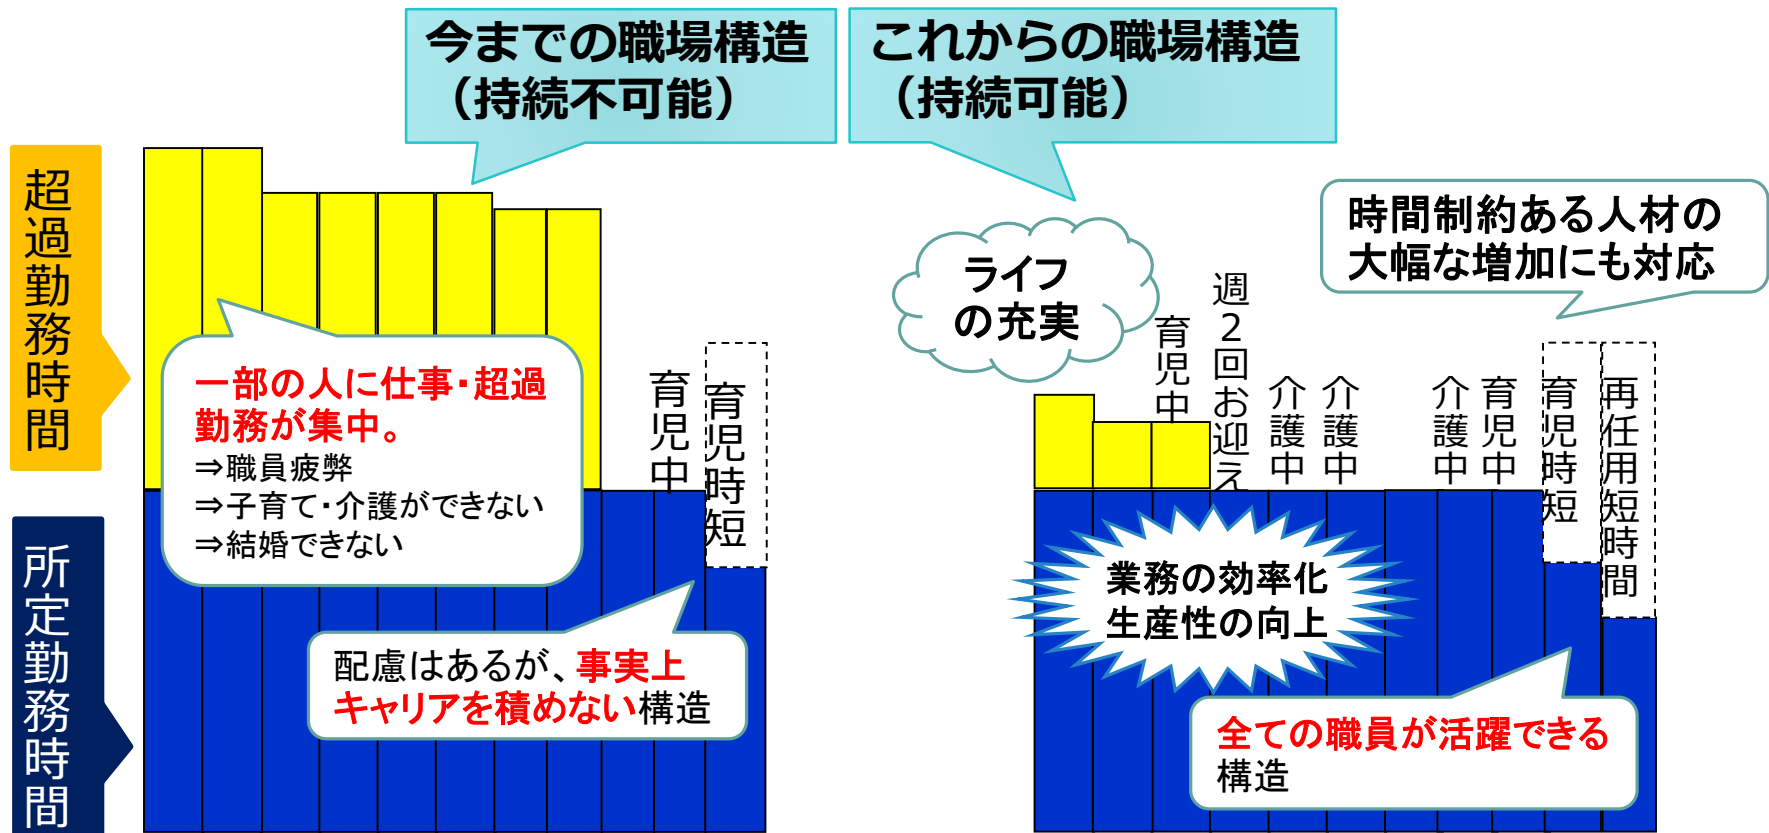 今までの職場構造
（持続不可能）
これからの職場構造
（持続可能）
超過勤務時間
所定勤務時間
一部の人に仕事・超過
勤務が集中。
⇒職員疲弊
⇒子育て・介護ができない
⇒結婚できない
育児中
育児時短
配慮はあるが、事実上
キャリアを積めない構造
ライフ
の充実
時間制約ある人材の
大幅な増加にも対応
育児中
週２回お迎え
介護中
介護中
介護中
育児中
育児時短
再任用短時間
業務の効率化
生産性の向上
全ての職員が活躍できる
構造